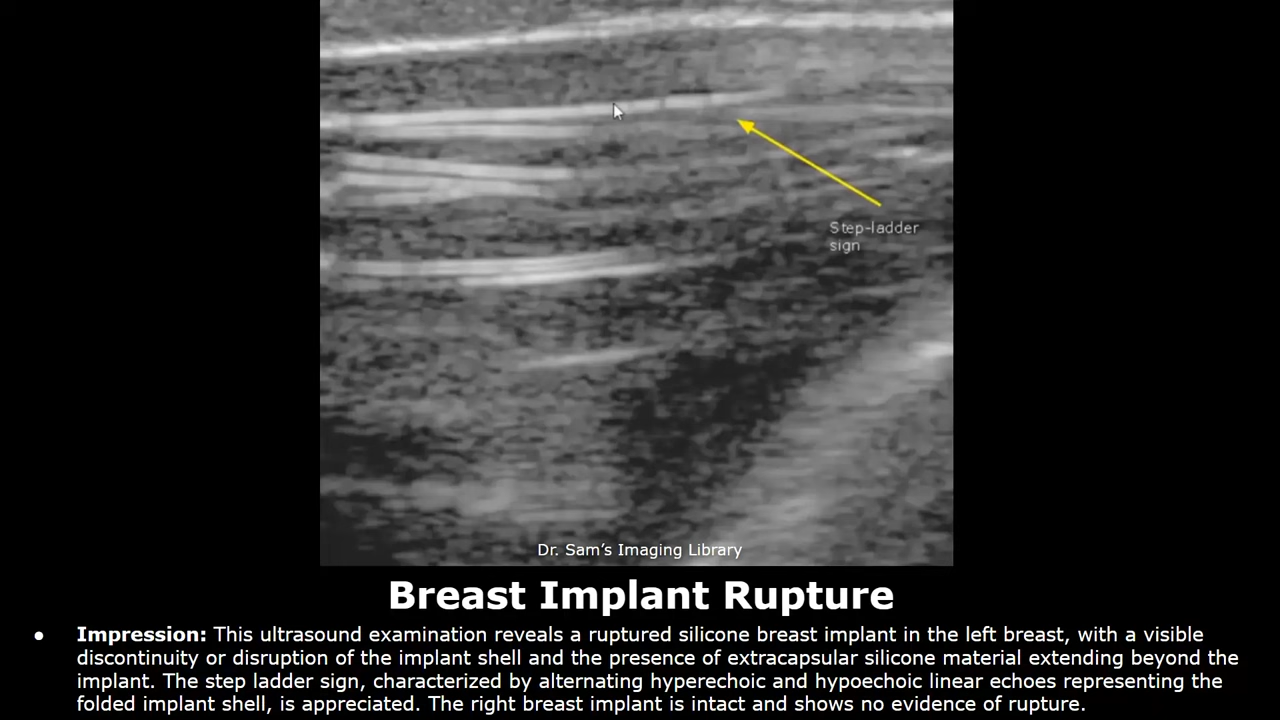 Step-ladder
sign
Dr. Sam’s Imaging Library
Breast Implant Rupture
● Impression: This ultrasound examination reveals a ruptured silicone breast implant in the left breast, with a visible
discontinuity or disruption of the implant shell and the presence of extracapsular silicone material extending beyond the
implant. The step ladder sign, characterized by alternating hyperechoic and hypoechoic linear echoes representing the
folded implant shell, is appreciated. The right breast implant is intact and shows no evidence of rupture.